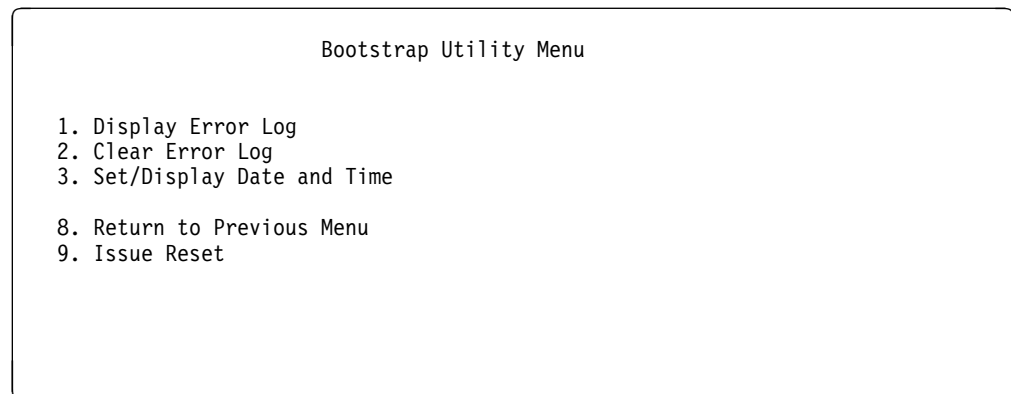 Bootstrap Utility Menu
1. Display Error Log
2. Clear Error Log
3. Set/Display Date and Time
8. Return to Previous Menu
9. Issue Reset